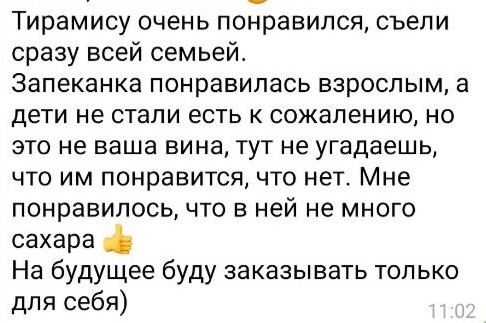 Тирамису очень понравился, съели
сразу всей семьей.
Запеканка понравилась взрослым, а
дети не стали есть к сожалению, но
это не ваша вина, тут не угадаешь,
что им понравится, что нет. Мне
понравилось, что в ней не много
сахара 👍
На будущее буду заказывать только
для себя)
11:02